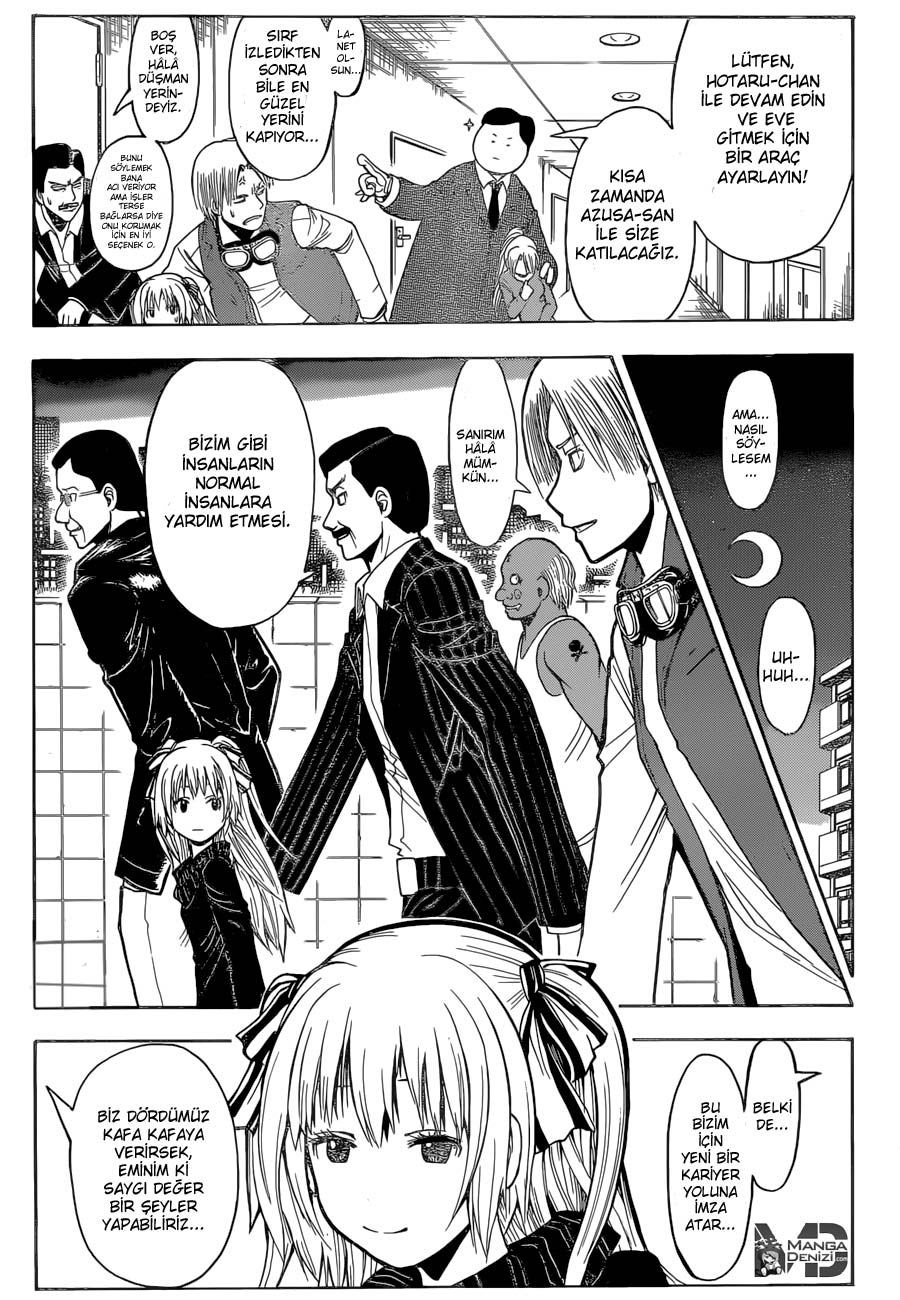 LÜTFEN,
HOTARU-CHAN
İLE DEVAM EDİN
VE EVE
GİTMEK İÇİN
BİR ARAÇ
AYARLAYIN!
KISA
ZAMANDA
AZUSA-SAN
İLE SİZE
KATILACAĞIZ.
LA-
NET
OL-
SUN...
SIRF
İZLEDİKTEN
SONRA
BİLE EN
GÜZEL
YERİNİ
KAPIYOR...
BOŞ
VER,
HÂLÂ
DÜŞMAN
YERİN-
DEYİZ.
BUNU
SÖYLEMEK
BANA
ACI VERİYOR
AMA İŞLER
TERSE
BAĞLARSA DİYE
ONU KORUMAK
İÇİN EN İYİ
SEÇENEK O.
AMA...
NASIL
SÖY-
LESEM
...
UH-
HUH...
SANIRIM
HÂLÂ
MÜM-
KÜN...
BİZİM GİBİ
İNSANLARIN
NORMAL
İNSANLARA
YARDIM ETMESİ.
BELKİ
DE...
BU
BİZİM
İÇİN
YENİ BİR
KARİYER
YOLUNA
İMZA
ATAR...
BİZ DÖRDÜMÜZ
KAFA KAFAYA
VERİRSEK,
EMİNİM Kİ
SAYGI DEĞER
BİR ŞEYLER
YAPABİLİRİZ...
MD
MANGA
DENİZİ.com